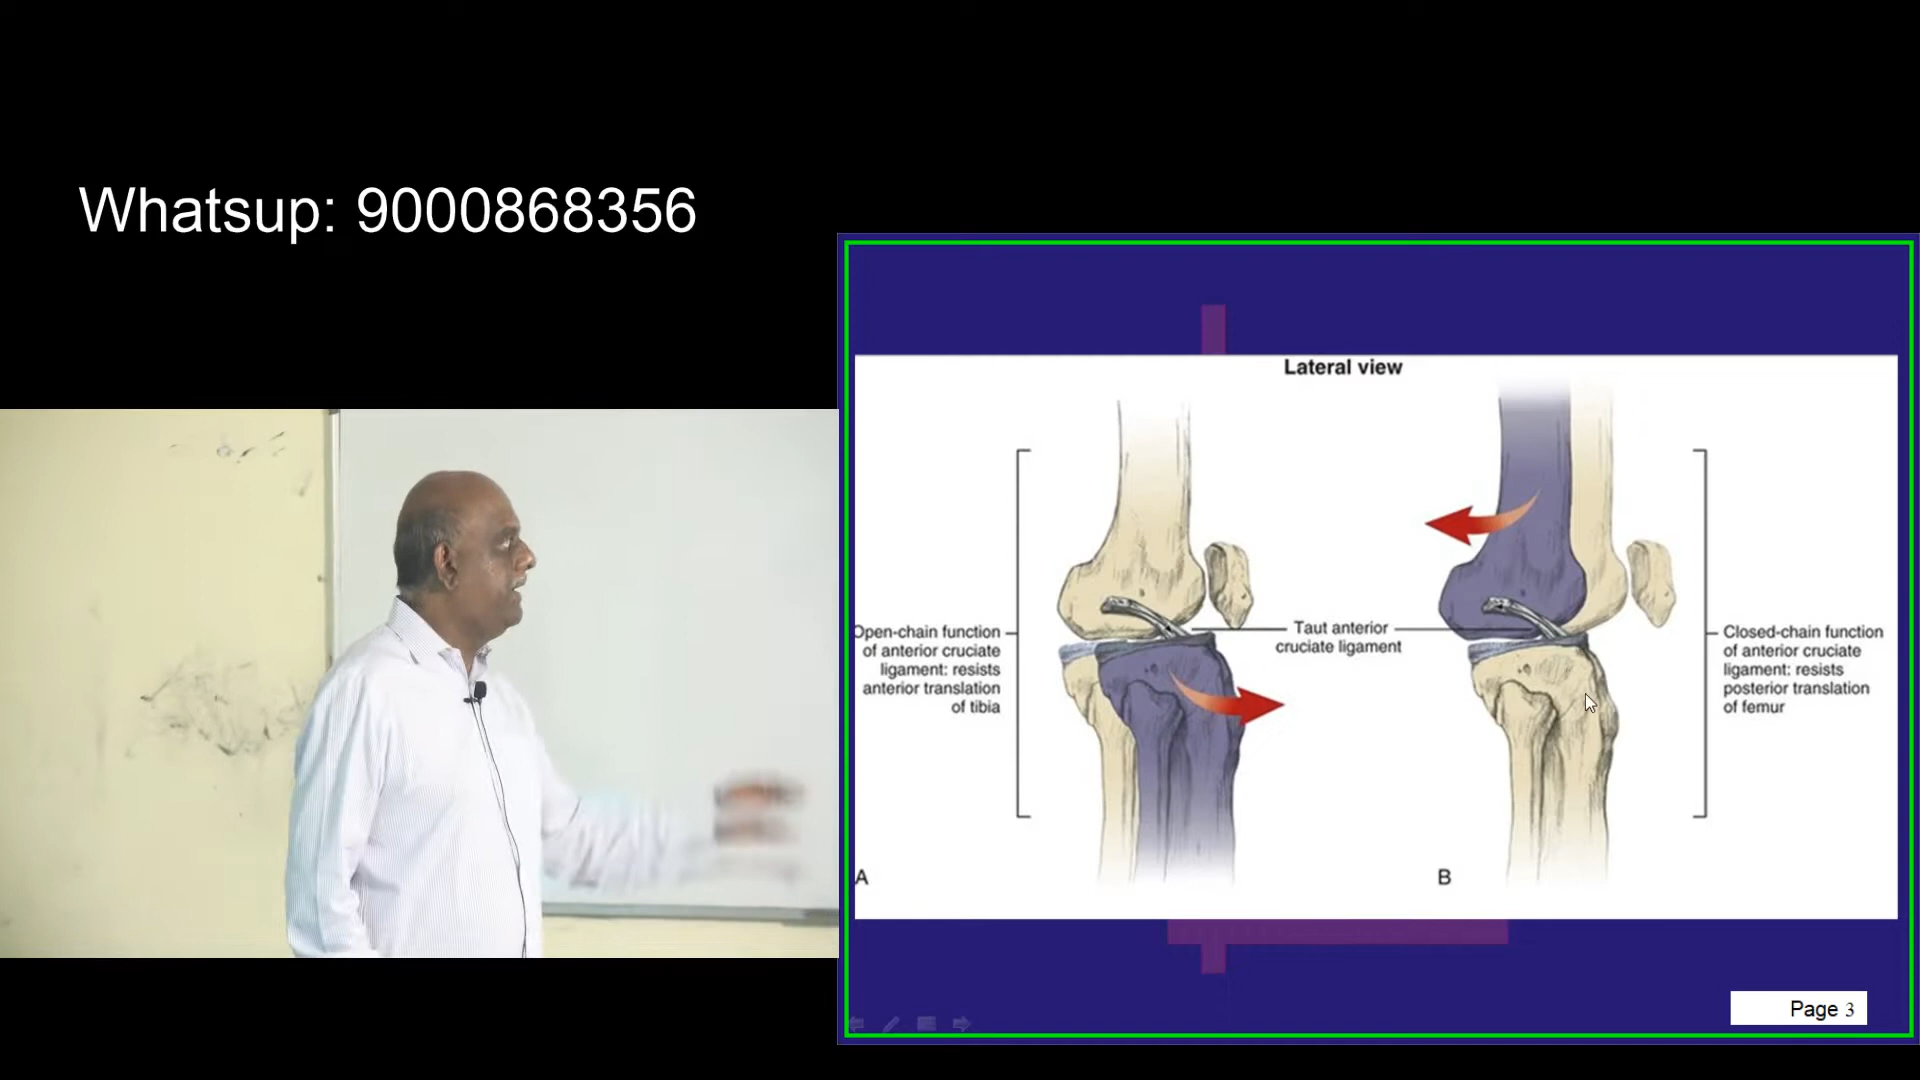 Whatsup: 9000868356
Lateral view
Open-chain function
of anterior cruciate
ligament: resists
anterior translation
of tibia
Taut anterior
cruciate ligament
Closed-chain function
of anterior cruciate
ligament: resists
posterior translation
of femur
A
B
Page 3